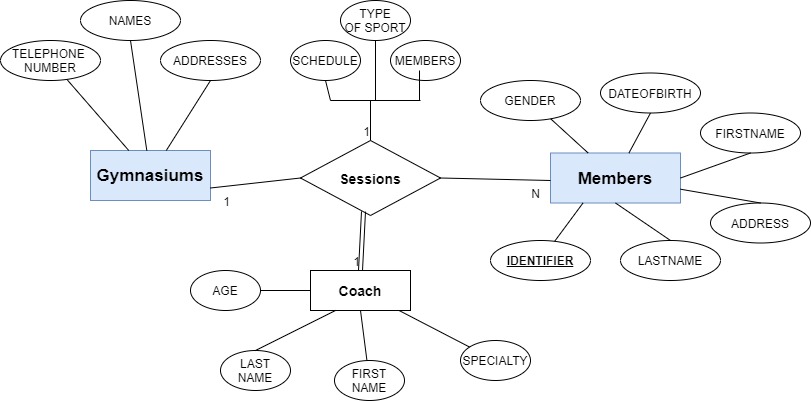 NAMES
TELEPHONE
NUMBER
ADDRESSES
Gymnasiums
1
TYPE
OF SPORT
SCHEDULE
MEMBERS
1
Sessions
N
1
GENDER
DATEOFBIRTH
FIRSTNAME
Members
ADDRESS
IDENTIFIER
LASTNAME
Coach
AGE
LAST
NAME
FIRST
NAME
SPECIALTY